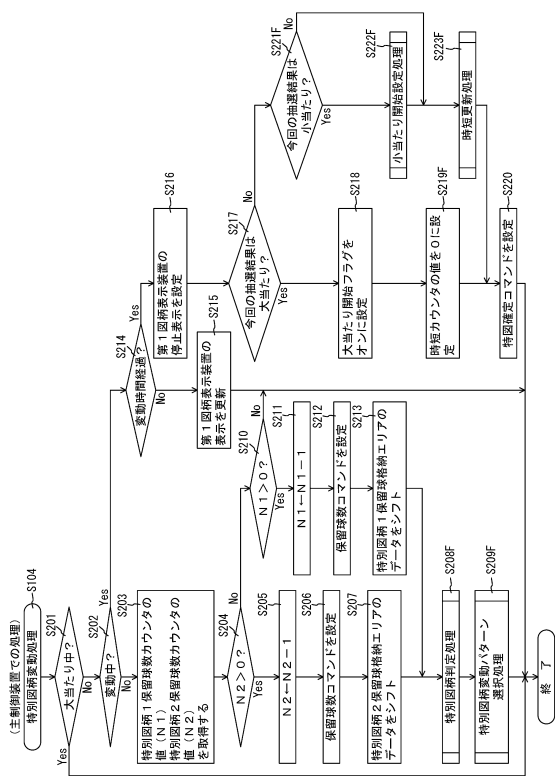 (主制御装置での処理)
特別図柄変動処理
S104
大当たり中?
S201
Yes
No
変動中?
S202
Yes
No
特別図柄1保留球数カウンタの
値(N1)
特別図柄2保留球数カウンタの
値(N2)
を取得する
S203
N2>0?
S204
No
Yes
N2←N2-1
S205
保留球数コマンドを設定
S206
特別図柄2保留球格納エリアの
データをシフト
S207
N1>0?
S210
No
Yes
N1←N1-1
S211
保留球数コマンドを設定
S212
特別図柄1保留球格納エリアの
データをシフト
S213
特別図柄判定処理
S208F
特別図柄変動パターン
選択処理
S209F
変動時間経過?
S214
Yes
No
第1図柄表示装置の
表示を更新
S215
第1図柄表示装置の
停止表示を設定
S216
今回の抽選結果は
大当たり?
S217
No
Yes
大当たり開始フラグを
オンに設定
S218
時短カウンタの値を0に設
定
S219F
今回の抽選結果は
小当たり?
S221F
No
Yes
小当たり開始設定処理
S222F
時短更新処理
S223F
特図確定コマンドを設定
S220
終了